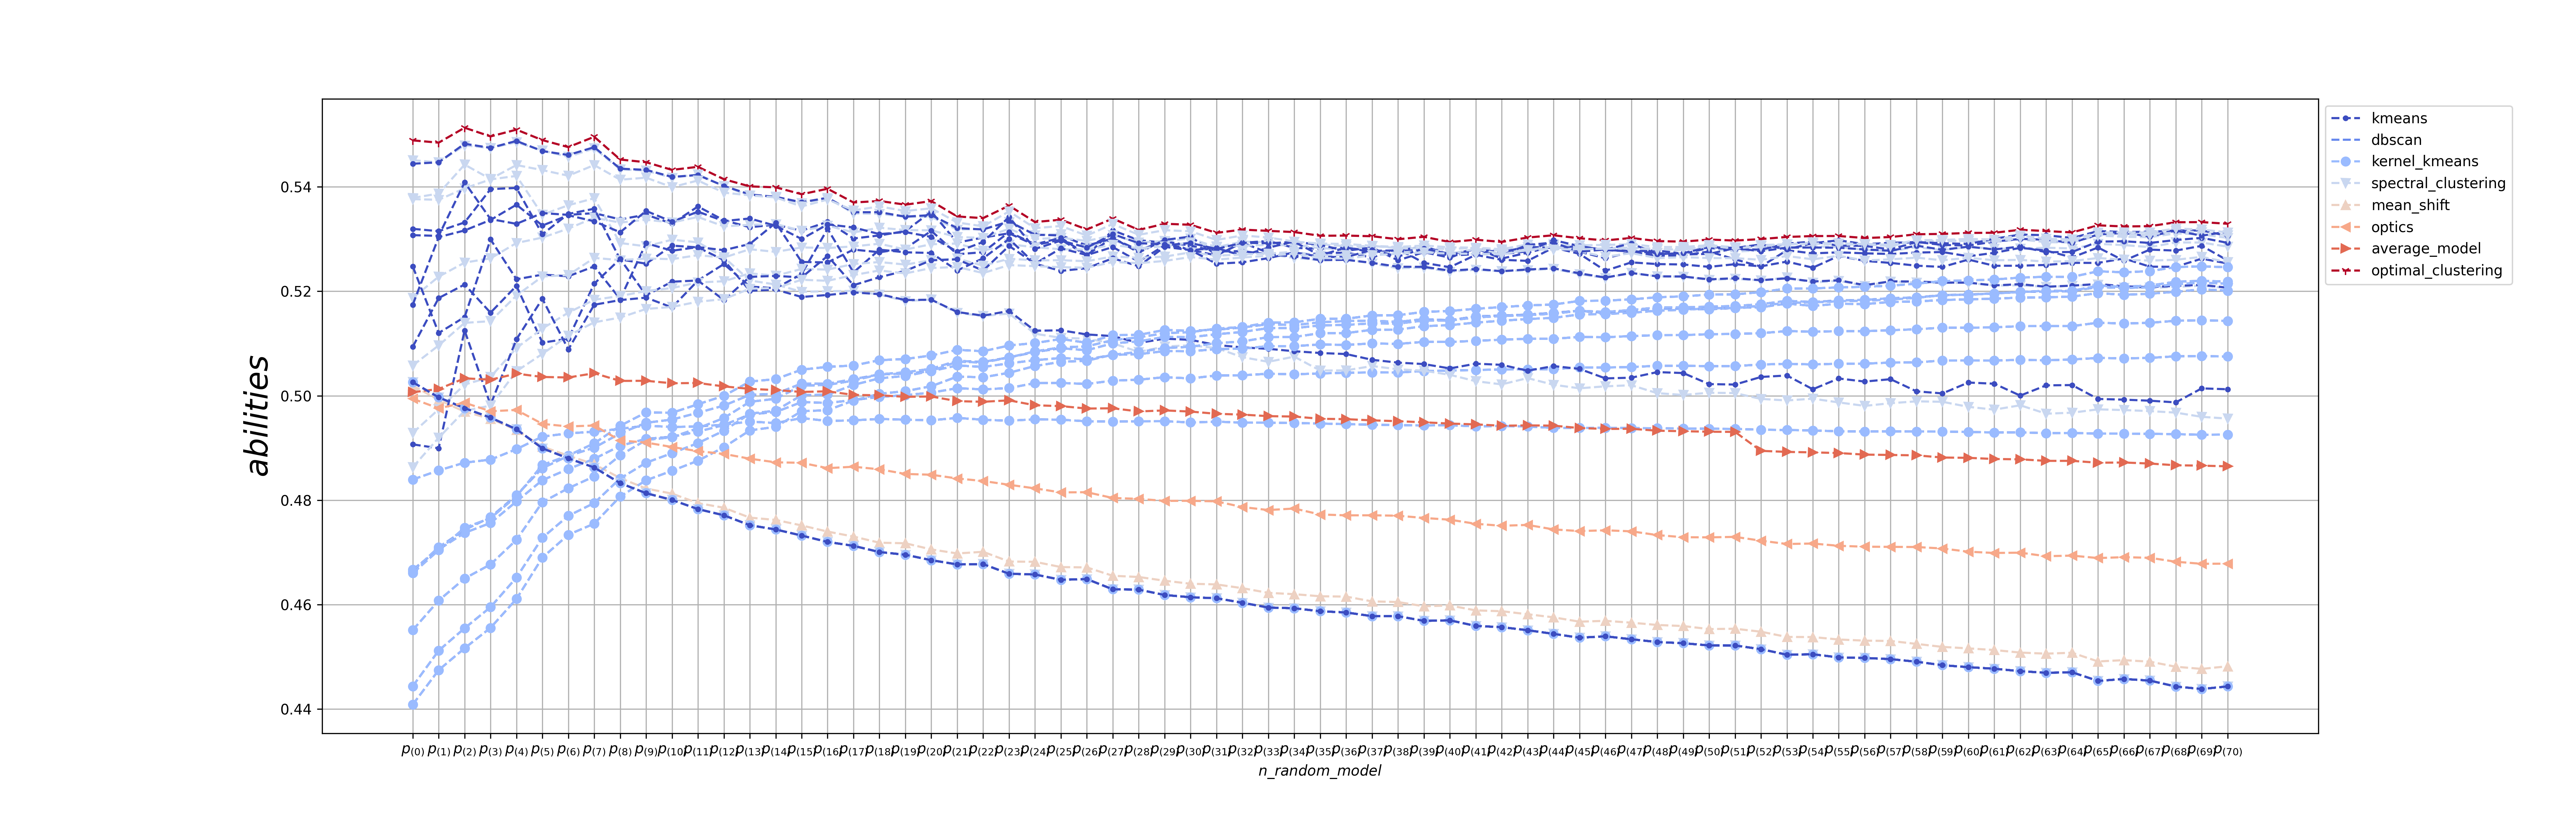 abilities
0.54
0.52
0.50
0.48
0.46
0.44
p(0) p(1) p(2) p(3) p(4) p(5) p(6) p(7) p(8) p(9) p(10) p(11) p(12) p(13) p(14) p(15) p(16) p(17) p(18) p(19) p(20) p(21) p(22) p(23) p(24) p(25) p(26) p(27) p(28) p(29) p(30) p(31) p(32) p(33) p(34) p(35) p(36) p(37) p(38) p(39) p(40) p(41) p(42) p(43) p(44) p(45) p(46) p(47) p(48) p(49) p(50) p(51) p(52) p(53) p(54) p(55) p(56) p(57) p(58) p(59) p(60) p(61) p(62) p(63) p(64) p(65) p(66) p(67) p(68) p(69) p(70)
n_random_model
kmeans
dbscan
kernel_kmeans
spectral_clustering
mean_shift
optics
average_model
optimal_clustering